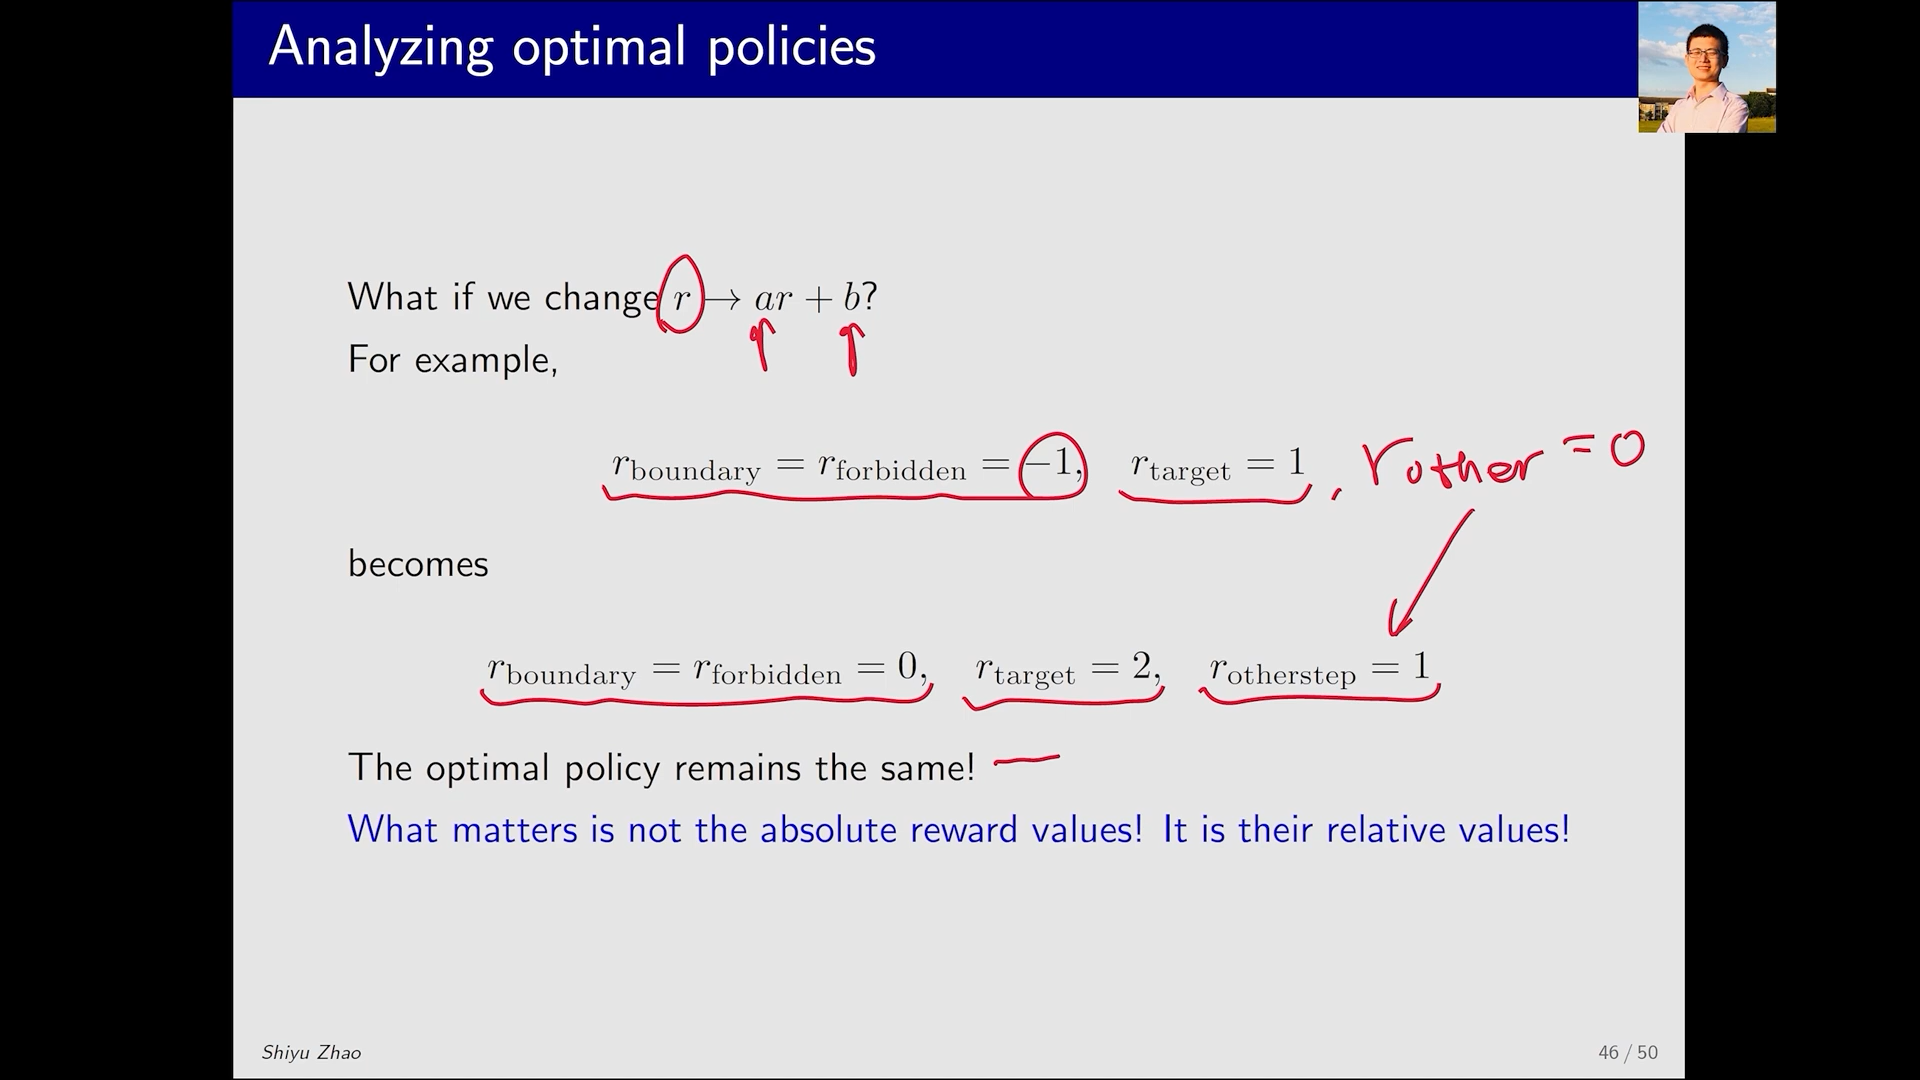 Analyzing optimal policies
What if we change r → ar + b?
For example,
r_boundary = r_forbidden = −1, r_target = 1 , r_other = 0
becomes
r_boundary = r_forbidden = 0, r_target = 2, r_otherstep = 1
The optimal policy remains the same!
What matters is not the absolute reward values! It is their relative values!
Shiyu Zhao
46 / 50